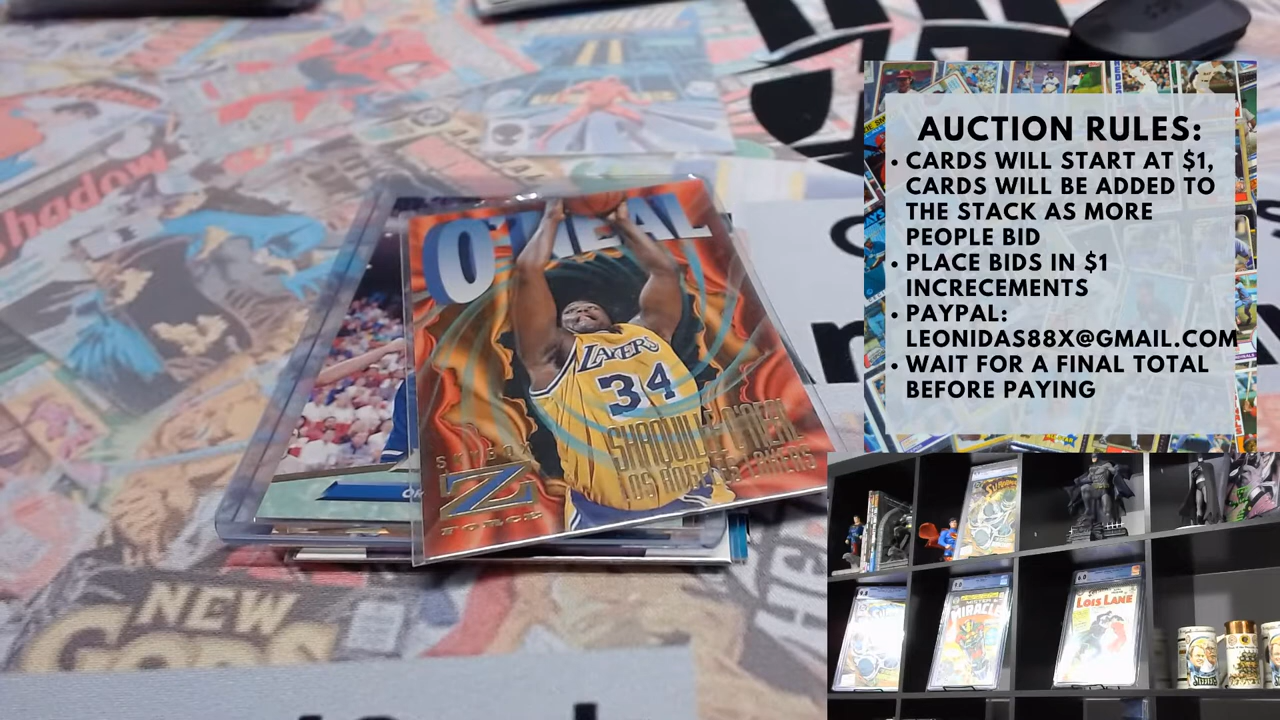 O'NEAL
LAKERS
34
SHAQUILLE O'NEAL
LOS ANGELES LAKERS
SKYBOX
Z
FORCE
Shadow
NEW
AUCTION RULES:
• CARDS WILL START AT $1,
CARDS WILL BE ADDED TO
THE STACK AS MORE
PEOPLE BID
• PLACE BIDS IN $1
INCRECEMENTS
• PAYPAL:
LEONIDAS88X@GMAIL.COM
• WAIT FOR A FINAL TOTAL
BEFORE PAYING
MIRACLE
LOIS LANE